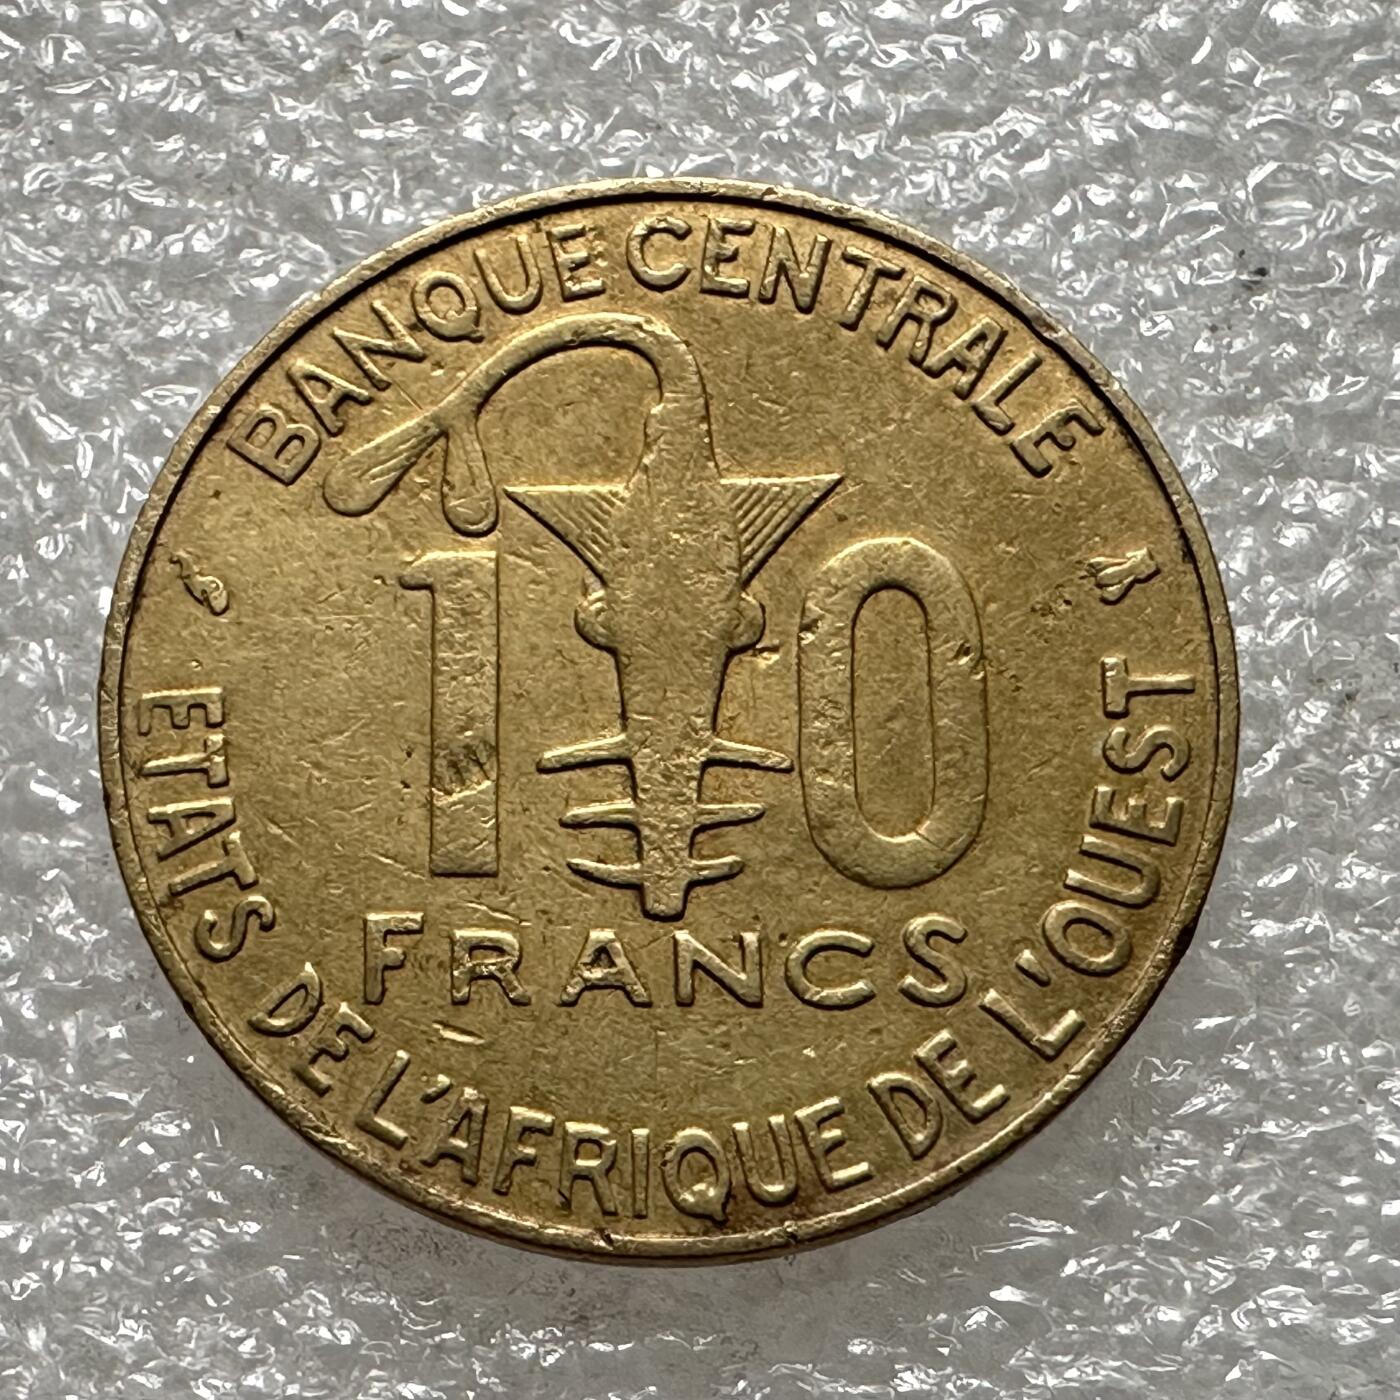 BANQUE CENTRALE
10
FRANCS
ETATS DE L'AFRIQUE DE L'OUEST